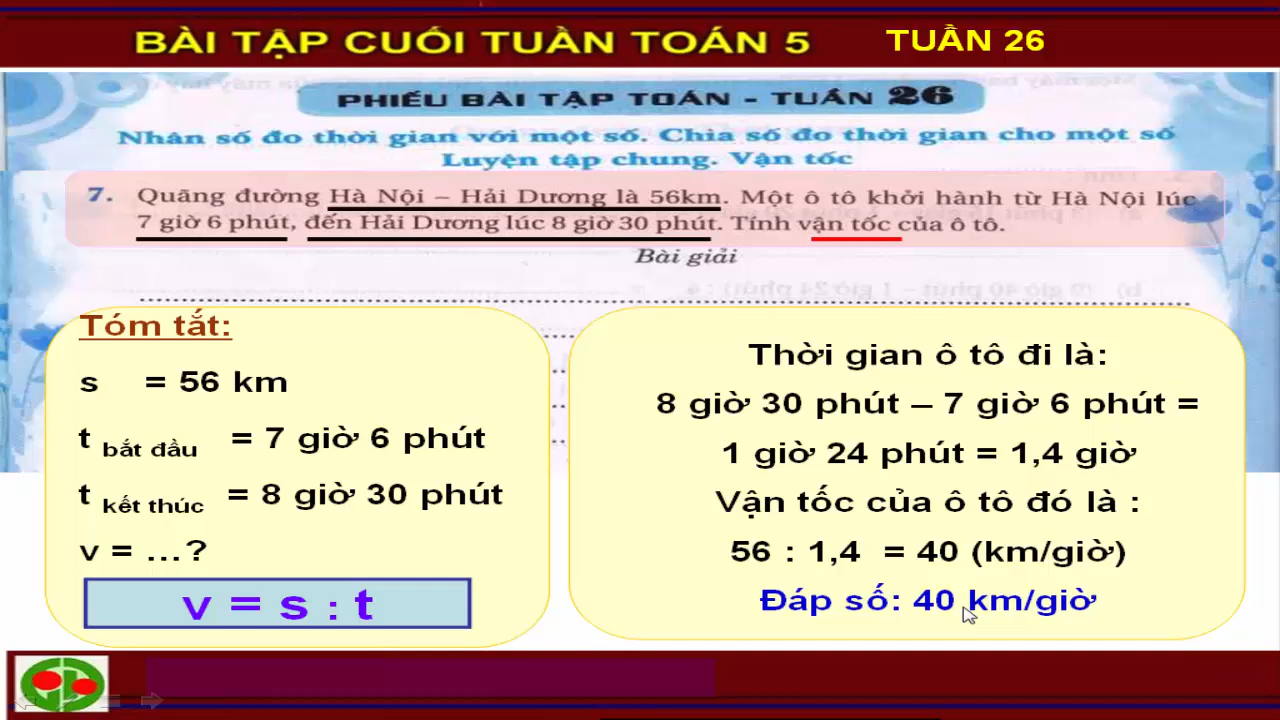 BÀI TẬP CUỐI TUẦN TOÁN 5 TUẦN 26
PHIẾU BÀI TẬP TOÁN - TUẦN 26
Nhân số đo thời gian với một số. Chia số đo thời gian cho một số
Luyện tập chung. Vận tốc
7. Quãng đường Hà Nội – Hải Dương là 56km. Một ô tô khởi hành từ Hà Nội lúc
7 giờ 6 phút, đến Hải Dương lúc 8 giờ 30 phút. Tính vận tốc của ô tô.
Bài giải
Tóm tắt:
s = 56 km
t bắt đầu = 7 giờ 6 phút
t kết thúc = 8 giờ 30 phút
v = ...?
v = s : t
Thời gian ô tô đi là:
8 giờ 30 phút – 7 giờ 6 phút =
1 giờ 24 phút = 1,4 giờ
Vận tốc của ô tô đó là :
56 : 1,4 = 40 (km/giờ)
Đáp số: 40 km/giờ